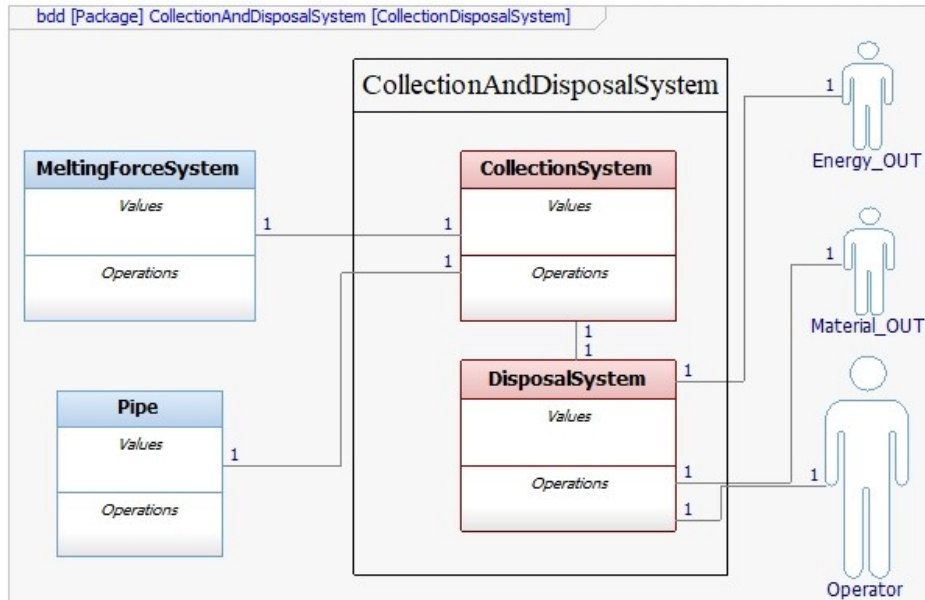 bdd [Package] CollectionAndDisposalSystem [CollectionDisposalSystem]
CollectionAndDisposalSystem
MeltingForceSystem
Values
Operations
1
1
CollectionSystem
Values
Operations
1
1
1
Pipe
Values
Operations
1
DisposalSystem
Values
Operations
1
1
1
1
Energy_OUT
1
Material_OUT
1
Operator